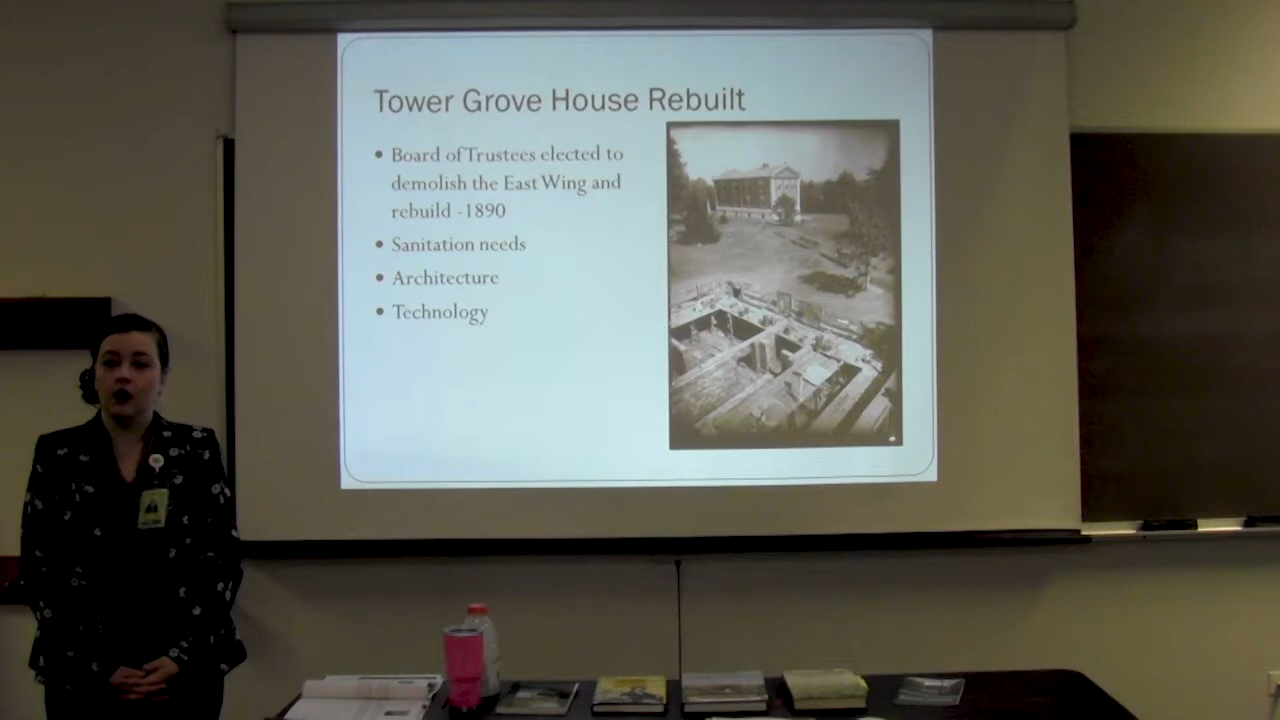 Tower Grove House Rebuilt
• Board of Trustees elected to
demolish the East Wing and
rebuild -1890
• Sanitation needs
• Architecture
• Technology